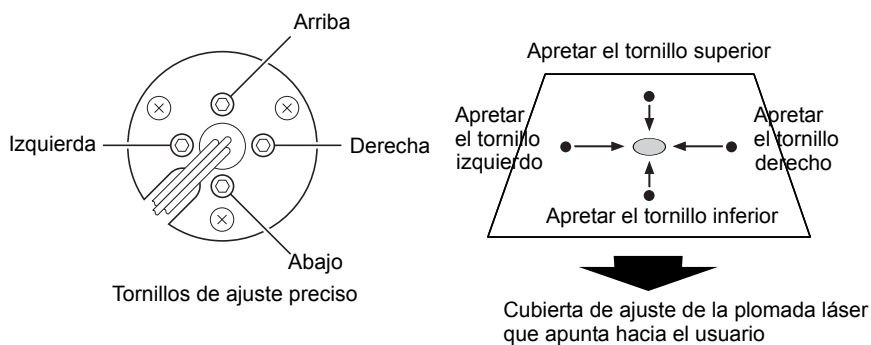 Arriba
Izquierda
Derecha
Abajo
Tornillos de ajuste preciso
Apretar el tornillo superior
Apretar
el tornillo
izquierdo
Apretar
el tornillo
derecho
Apretar el tornillo inferior
Cubierta de ajuste de la plomada láser
que apunta hacia el usuario